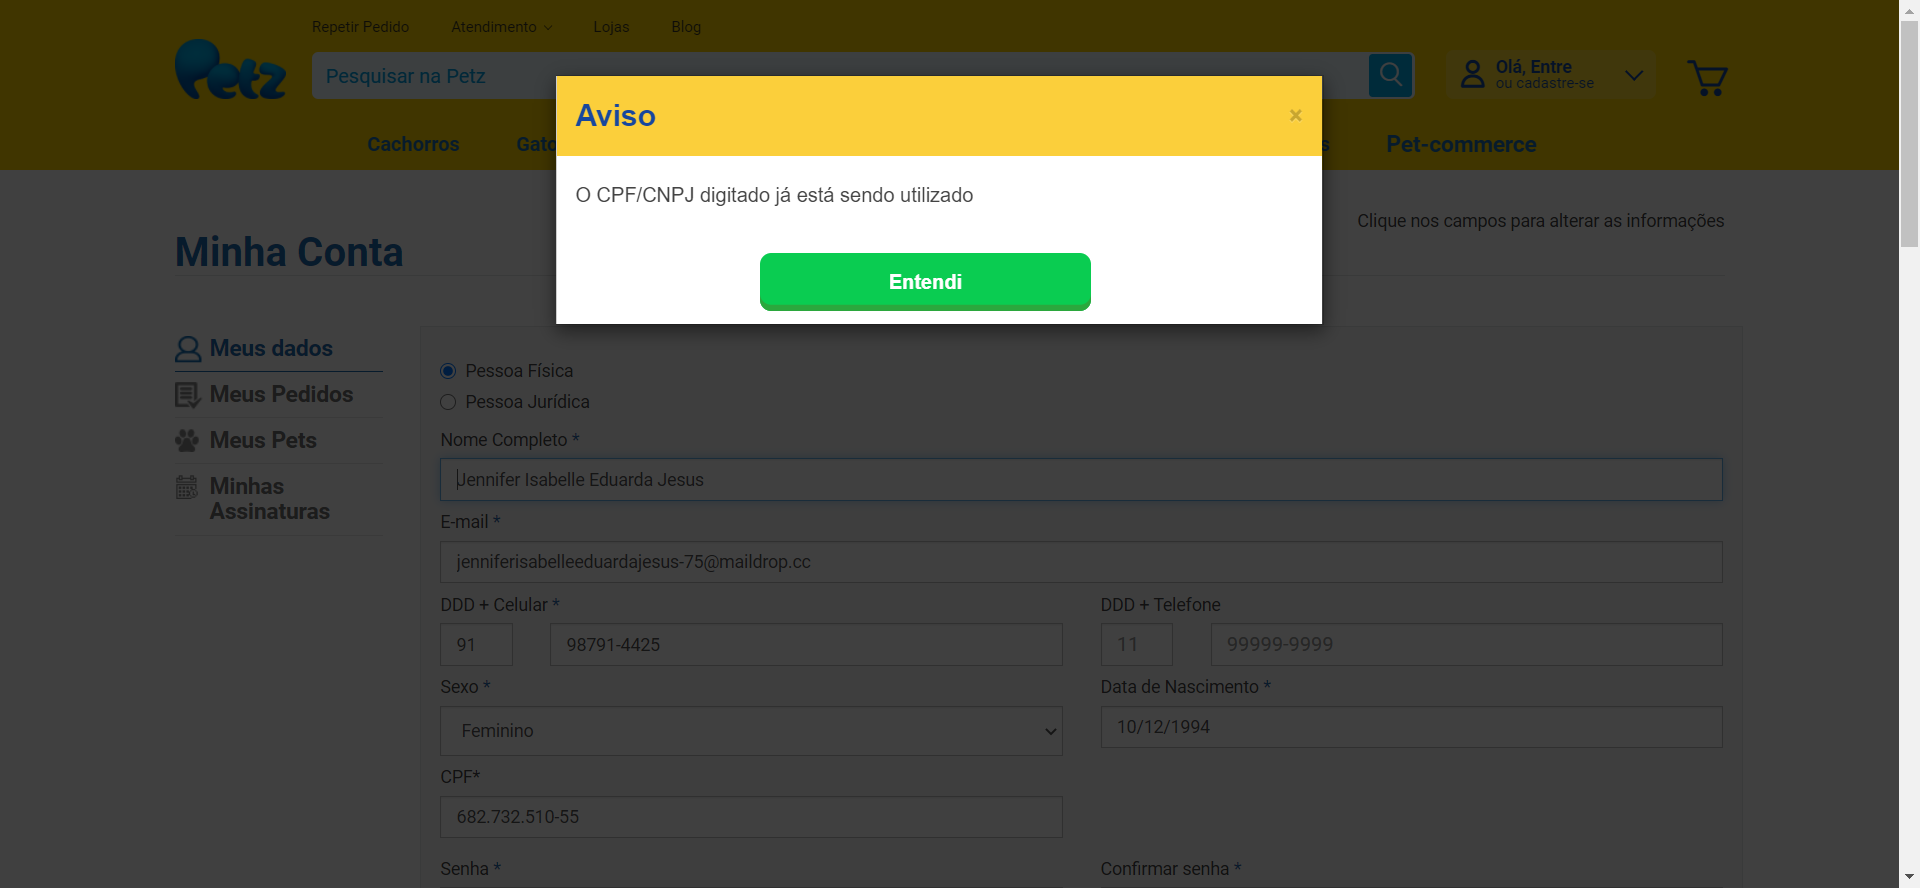 Repetir Pedido Atendimento Lojas Blog
Petz
Pesquisar na Petz
Olá, Entre
ou cadastre-se
Cachorros
Pet-commerce
Aviso
×
O CPF/CNPJ digitado já está sendo utilizado
Entendi
Minha Conta
Clique nos campos para alterar as informações
Meus dados
Meus Pedidos
Meus Pets
Minhas
Assinaturas
Pessoa Física
Pessoa Jurídica
Nome Completo *
Jennifer Isabelle Eduarda Jesus
E-mail *
jenniferisabelleeduardajesus-75@maildrop.cc
DDD + Celular * DDD + Telefone
91 98791-4425 11 99999-9999
Sexo * Data de Nascimento *
Feminino 10/12/1994
CPF*
682.732.510-55
Senha * Confirmar senha *